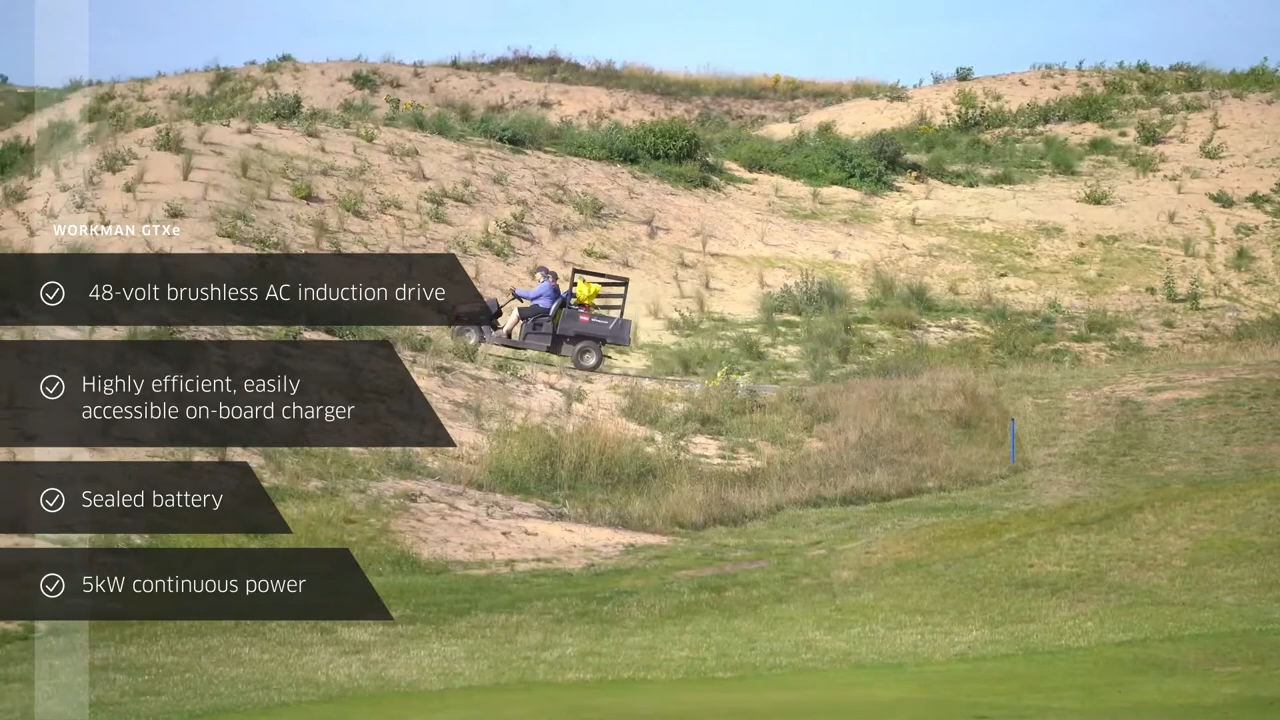 WORKMAN GTXe
48-volt brushless AC induction drive
Highly efficient, easily
accessible on-board charger
Sealed battery
5kW continuous power